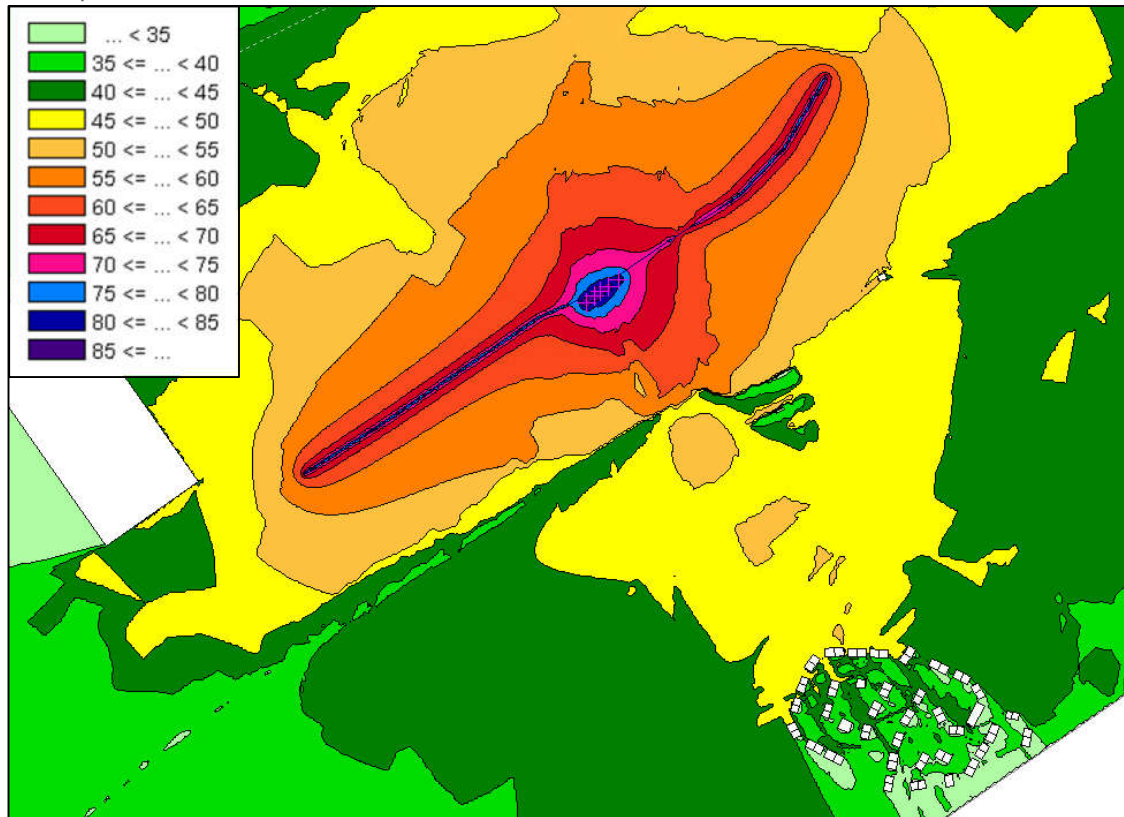 ... < 35
35 <= ... < 40
40 <= ... < 45
45 <= ... < 50
50 <= ... < 55
55 <= ... < 60
60 <= ... < 65
65 <= ... < 70
70 <= ... < 75
75 <= ... < 80
80 <= ... < 85
85 <= ...